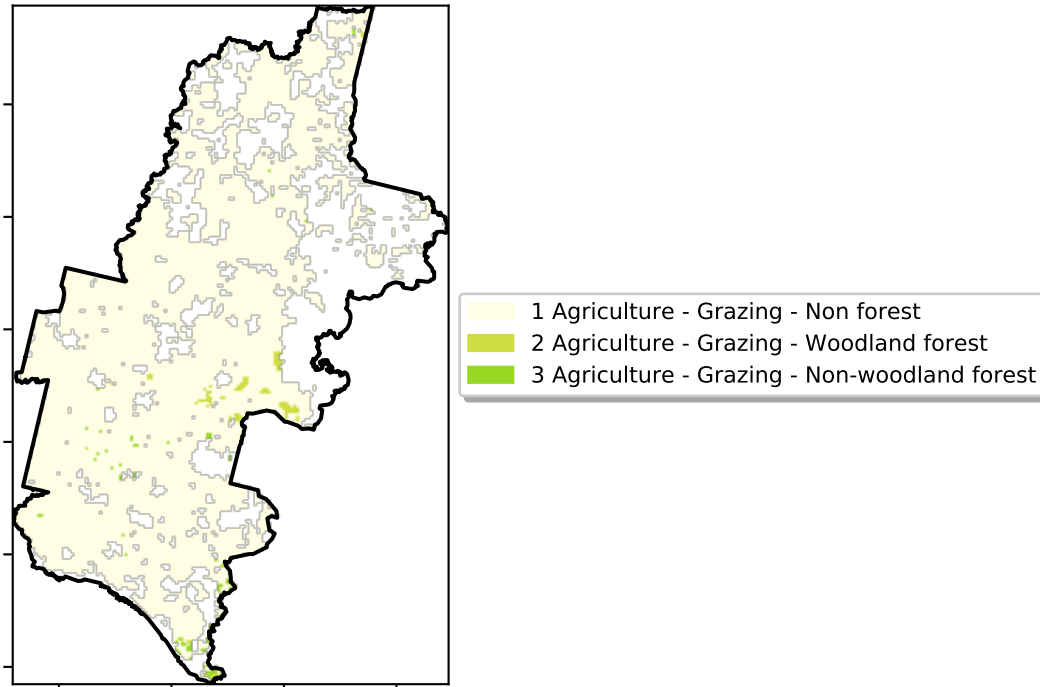 1 Agriculture - Grazing - Non forest
2 Agriculture - Grazing - Woodland forest
3 Agriculture - Grazing - Non-woodland forest